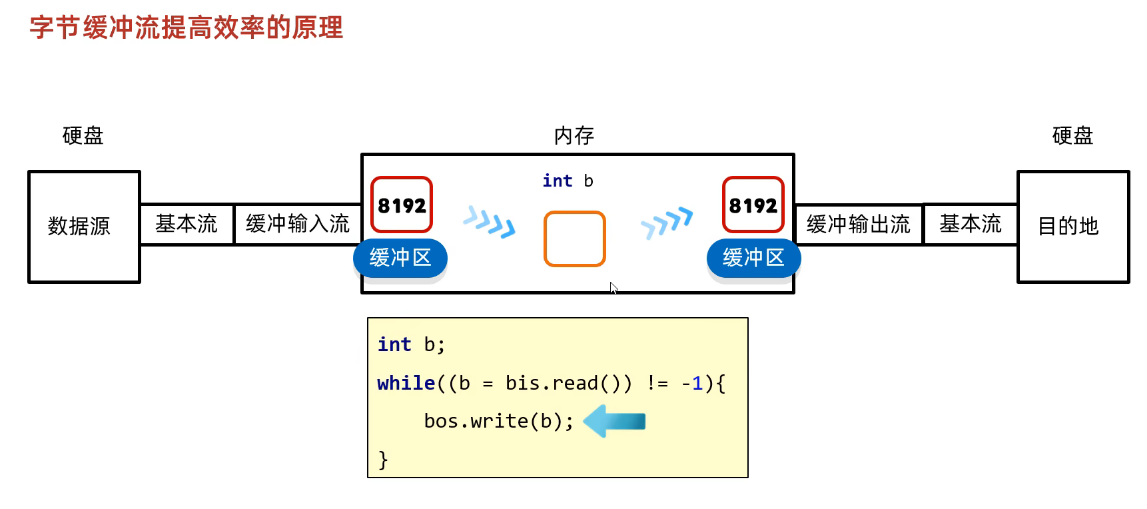 字节缓冲流提高效率的原理
硬盘
内存
硬盘
数据源
基本流
缓冲输入流
8192
缓冲区
int b
8192
缓冲区
缓冲输出流
基本流
目的地
int b;
while((b = bis.read()) != -1){
bos.write(b);
}